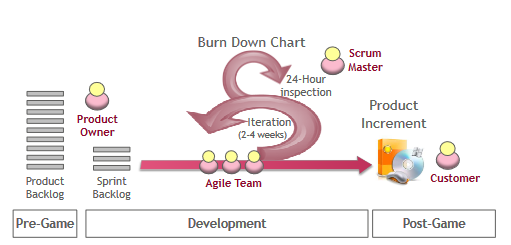 Burn Down Chart
Scrum
Master
24-Hour
inspection
Product
Owner
Iteration
(2-4 weeks)
Product
Increment
Agile Team
Customer
Product
Backlog
Sprint
Backlog
Pre-Game
Development
Post-Game